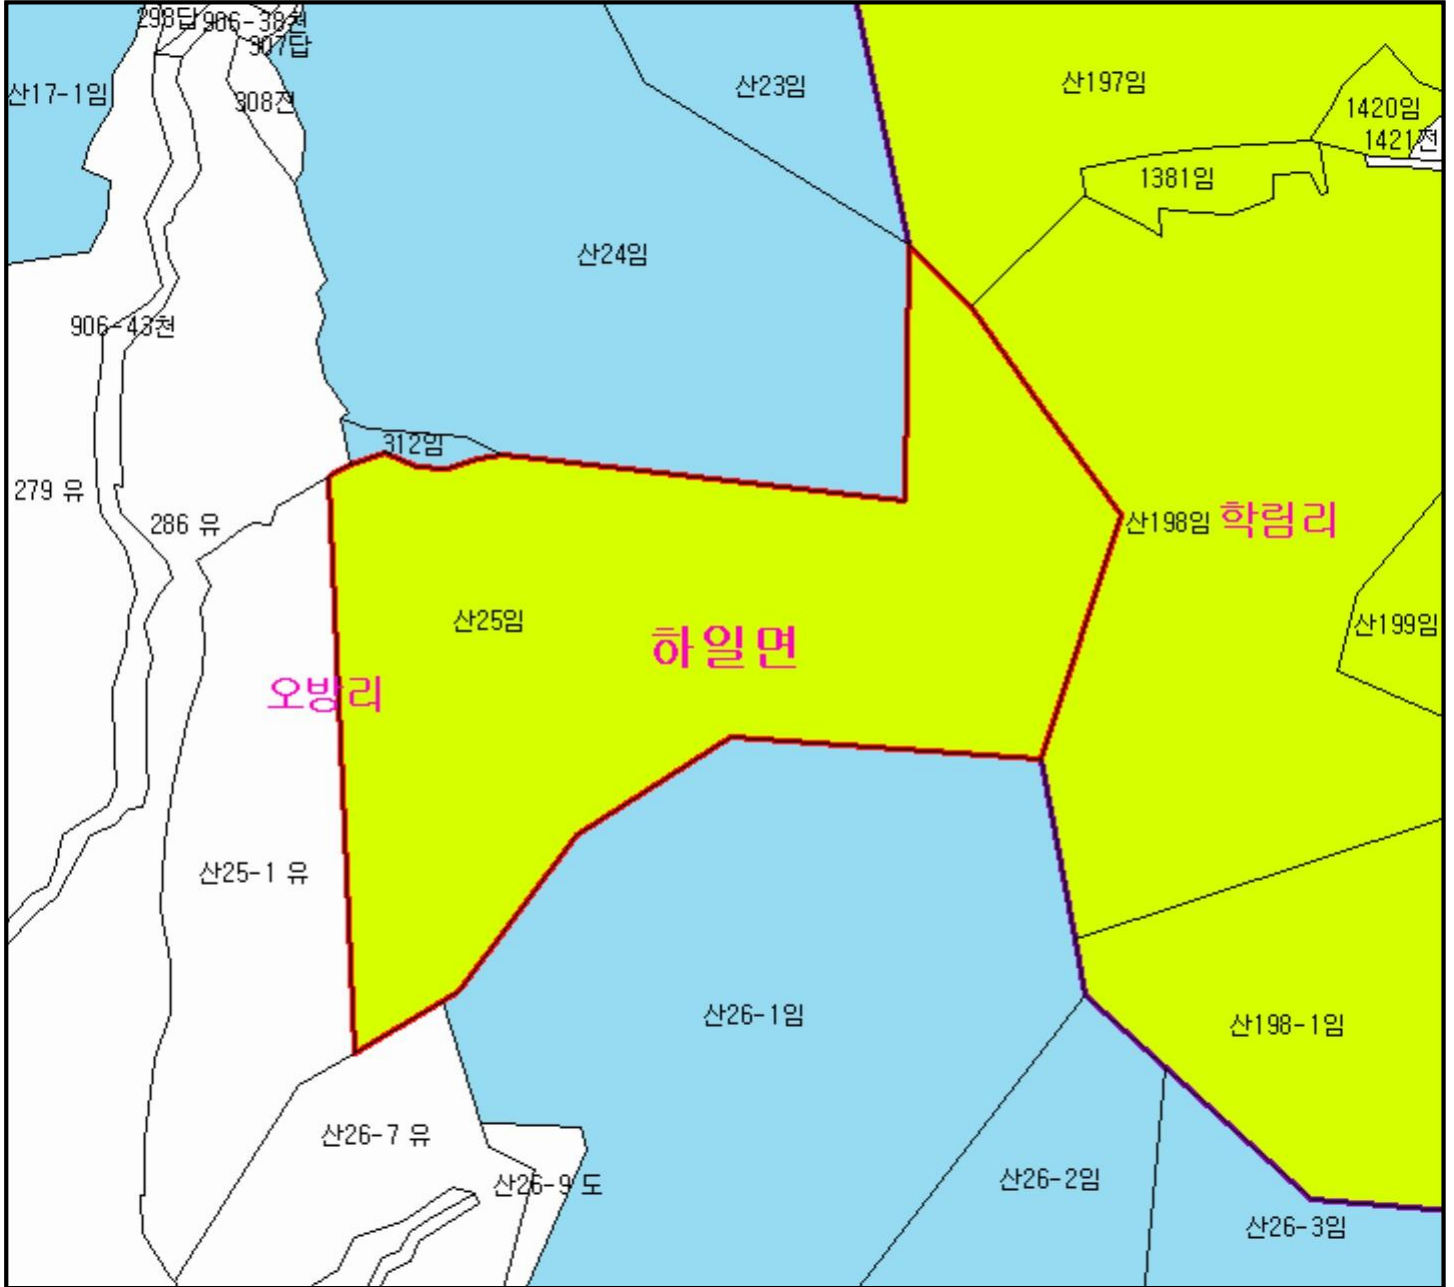 298답
906-38천
307답
산17-1임
308전
산23임
산197임
1420임
1421전
1381임
산24임
906-43천
312임
279 유
286 유
산198임
학림리
산25임
하일면
산199임
오방리
산25-1 유
산26-1임
산198-1임
산26-7 유
산26-9 도
산26-2임
산26-3임